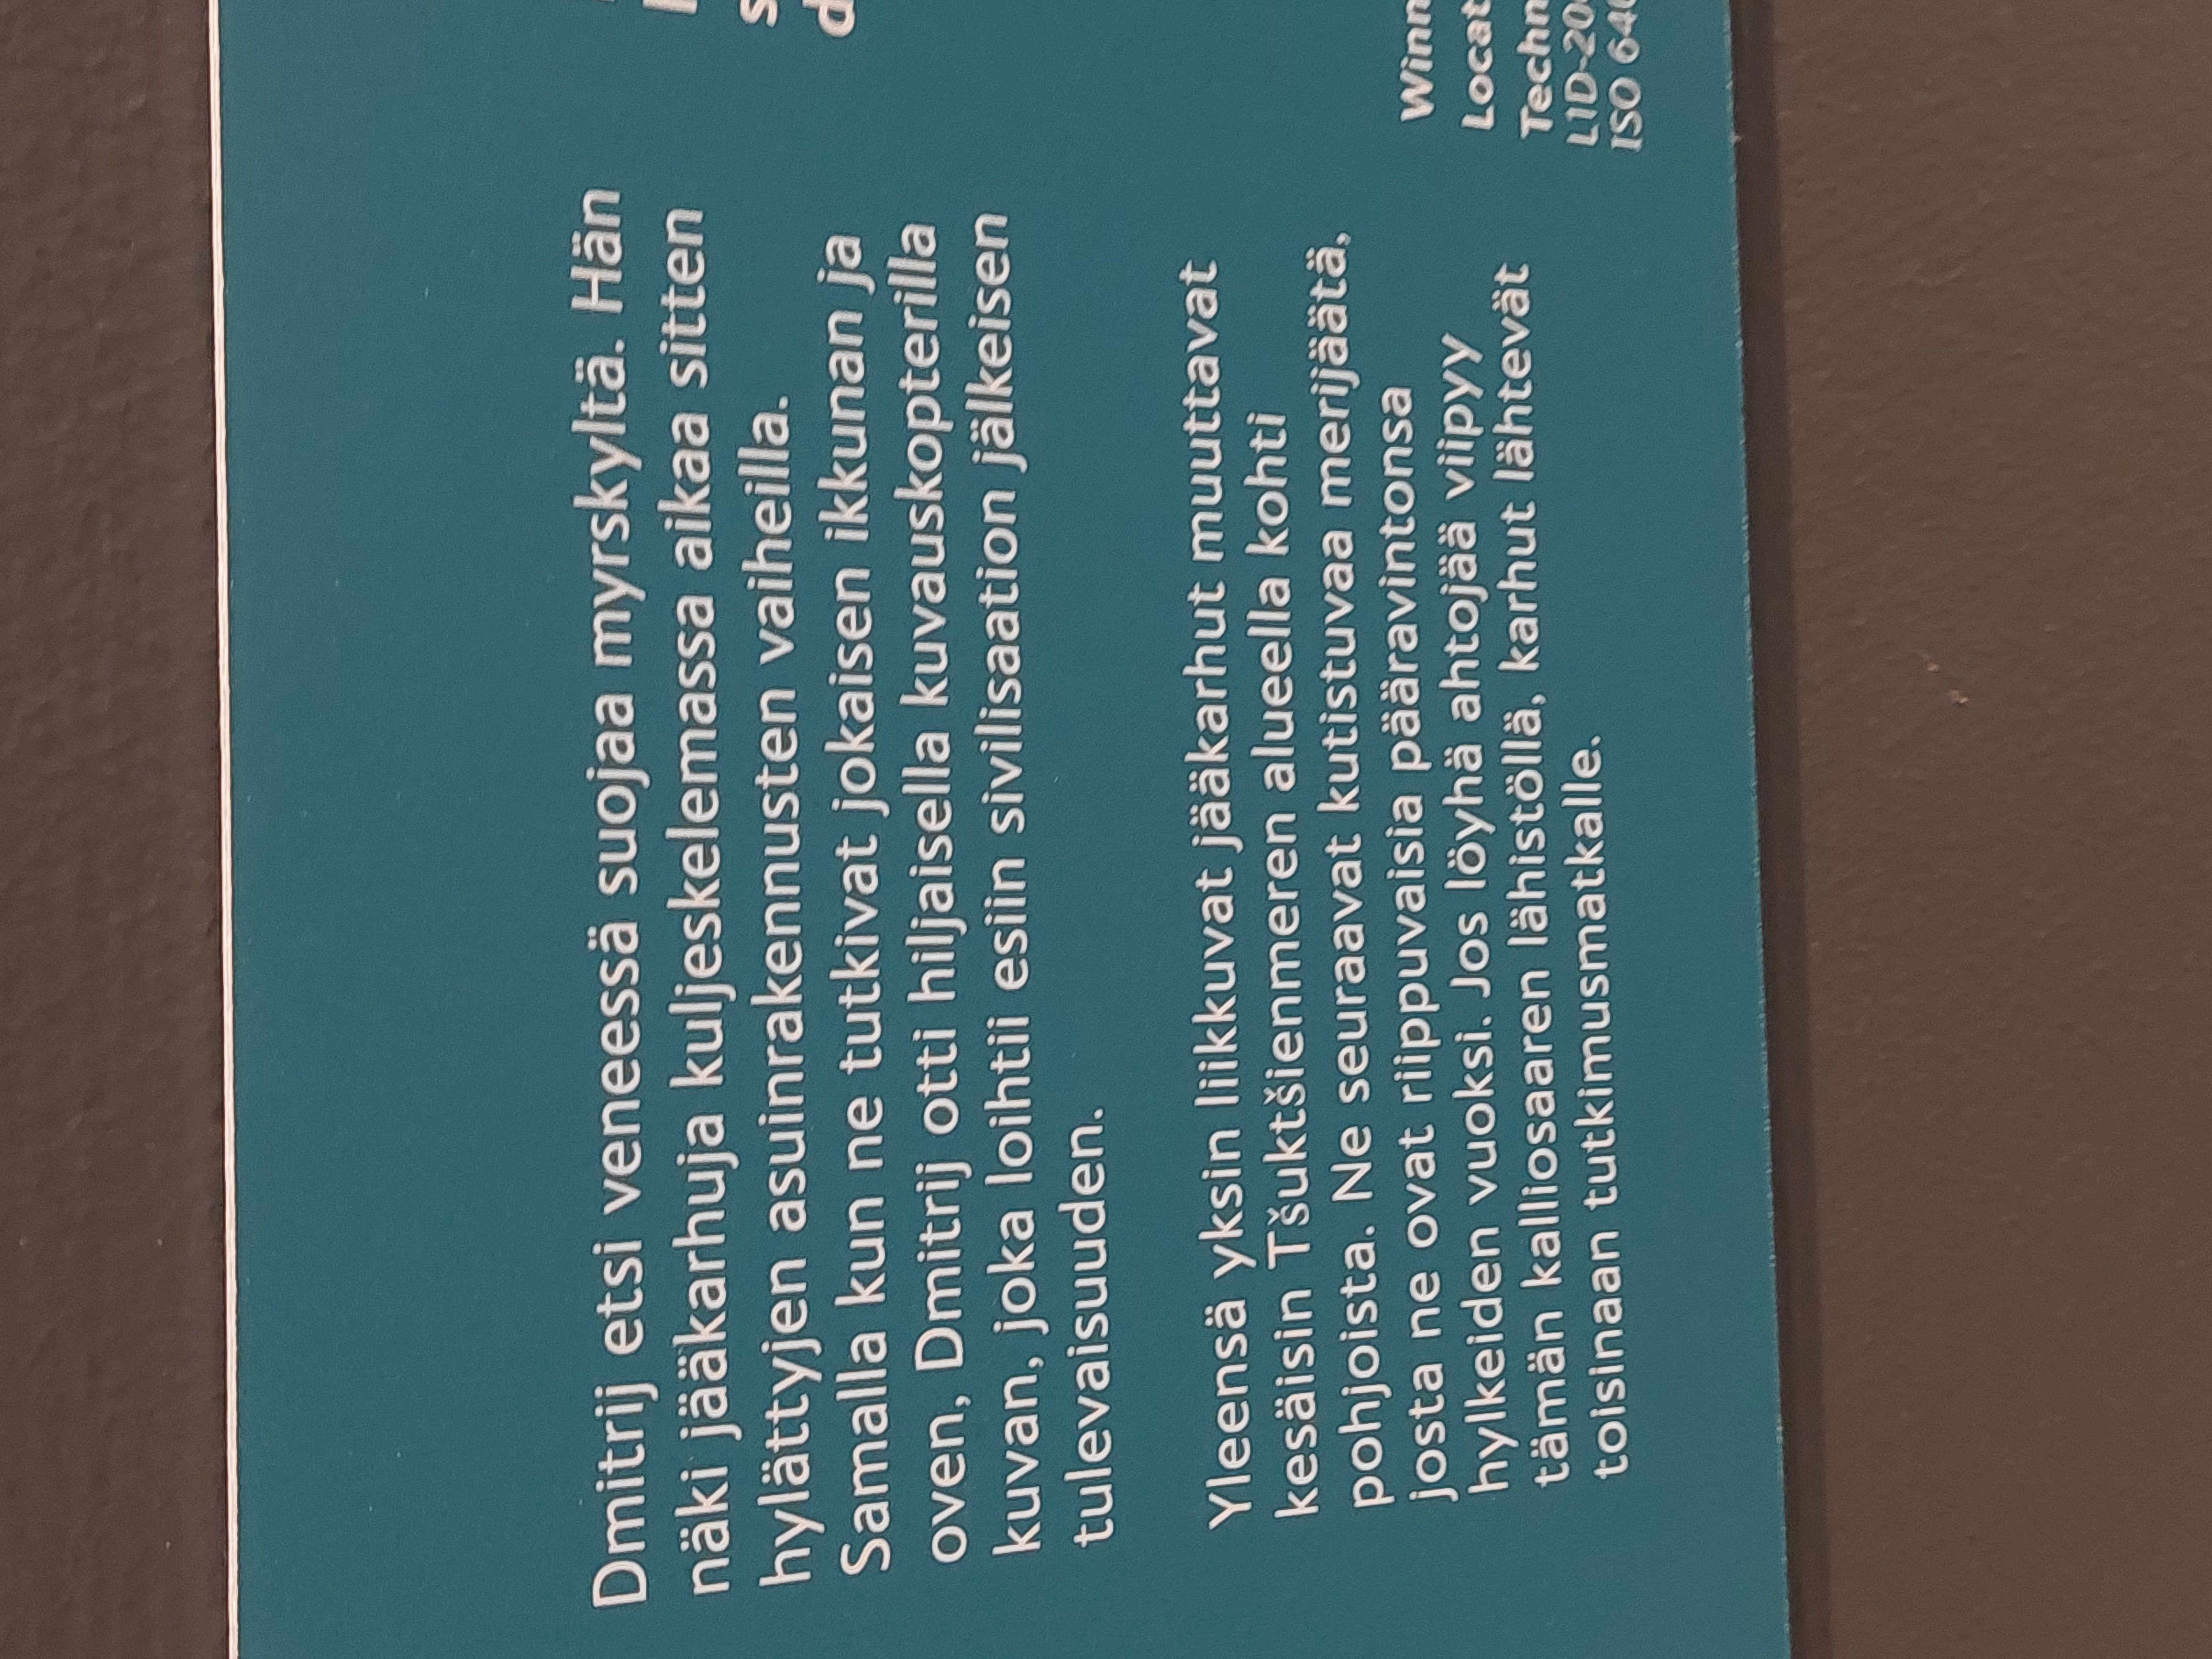 Dmitrij etsi veneessä suojaa myrskyltä. Hän
näki jääkarhuja kuljeskelemassa aikaa sitten
hylättyjen asuinrakennusten vaiheilla.
Samalla kun ne tutkivat jokaisen ikkunan ja
oven, Dmitrij otti hiljaisella kuvauskopterilla
kuvan, joka loihtii esiin sivilisaation jälkeisen
tulevaisuuden.
Yleensä yksin liikkuvat jääkarhut muuttavat
kesäisin Tšuktšienmeren alueella kohti
pohjoista. Ne seuraavat kutistuvaa merijäätä,
josta ne ovat riippuvaisia pääravintonsa
hylkeiden vuoksi. Jos löyhä ahtojää viipyy
tämän kalliosaaren lähistöllä, karhut lähtevät
toisinaan tutkimusmatkalle.
ISO 640